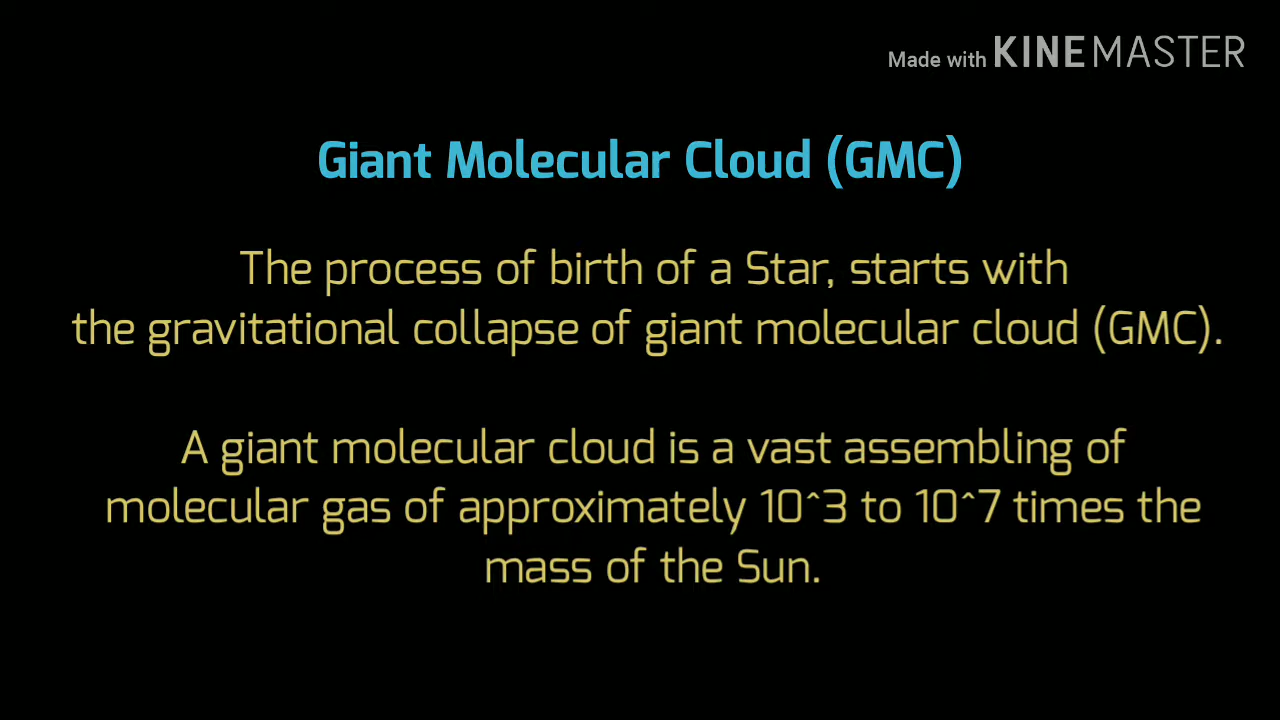 Made with KINEMASTER
Giant Molecular Cloud (GMC)
The process of birth of a Star, starts with
the gravitational collapse of giant molecular cloud (GMC).
A giant molecular cloud is a vast assembling of
molecular gas of approximately 10^3 to 10^7 times the
mass of the Sun.